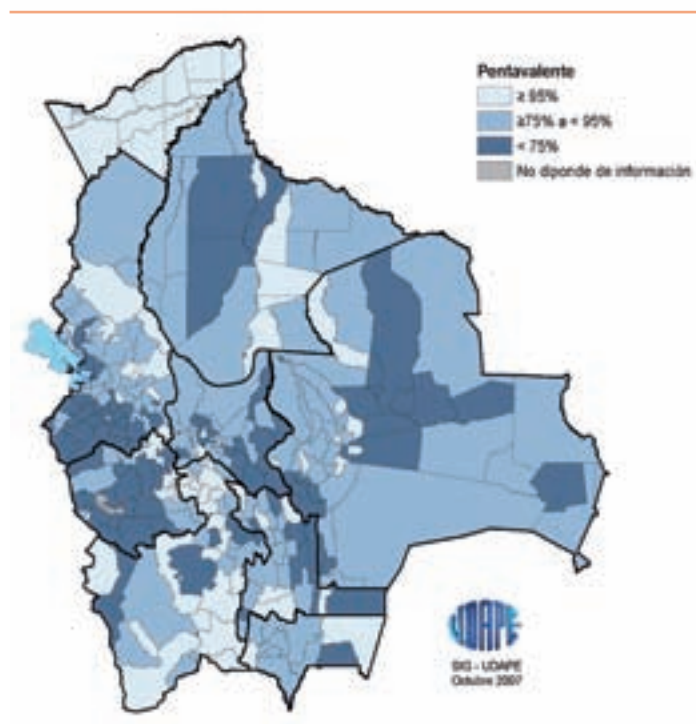 Pentavalente
≥ 95%
≥75% a < 95%
< 75%
No diponde de información
UDAPE
SIG - UDAPE
Octubre 2007